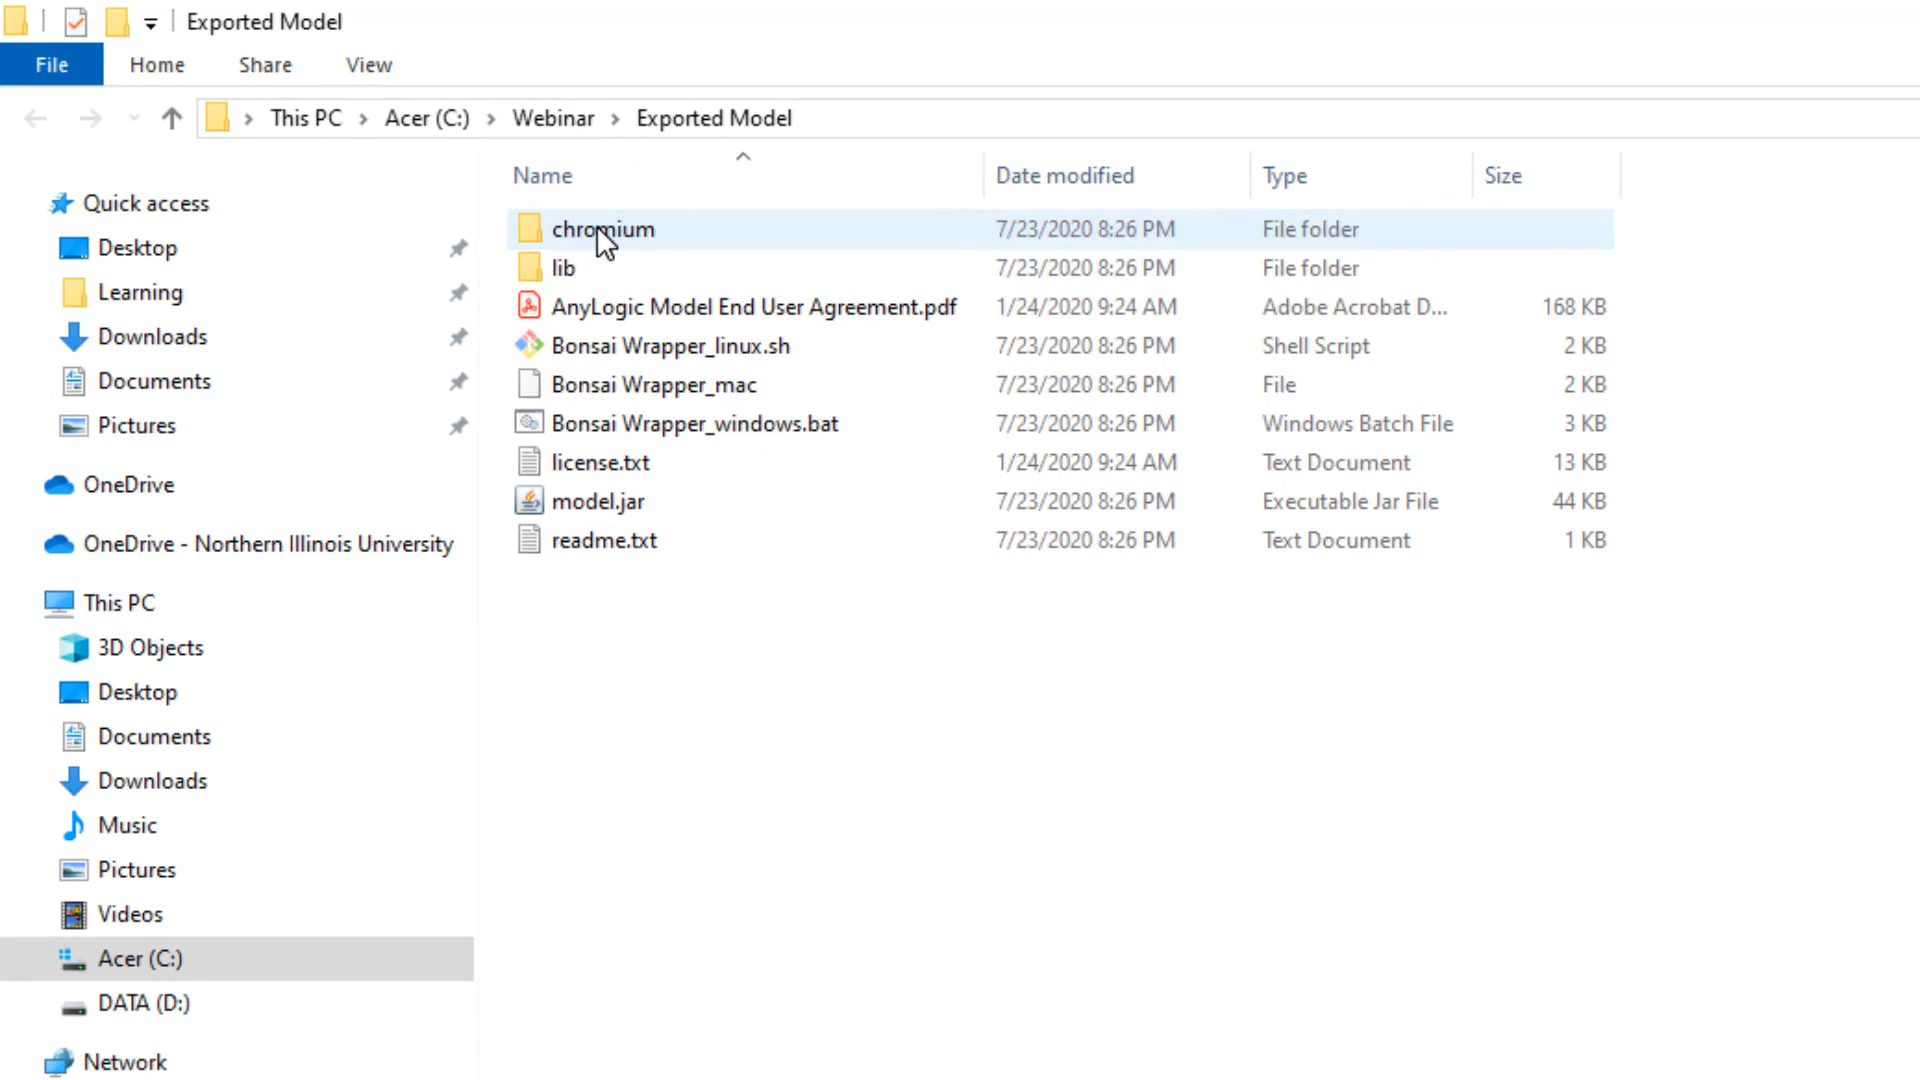 Exported Model
File Home Share View
This PC Acer (C:) Webinar Exported Model
Name Date modified Type Size
Quick access
Desktop
Learning
Downloads
Documents
Pictures
OneDrive
OneDrive - Northern Illinois University
This PC
3D Objects
Desktop
Documents
Downloads
Music
Pictures
Videos
Acer (C:)
DATA (D:)
Network
chromium 7/23/2020 8:26 PM File folder
lib 7/23/2020 8:26 PM File folder
AnyLogic Model End User Agreement.pdf 1/24/2020 9:24 AM Adobe Acrobat D... 168 KB
Bonsai Wrapper_linux.sh 7/23/2020 8:26 PM Shell Script 2 KB
Bonsai Wrapper_mac 7/23/2020 8:26 PM File 2 KB
Bonsai Wrapper_windows.bat 7/23/2020 8:26 PM Windows Batch File 3 KB
license.txt 1/24/2020 9:24 AM Text Document 13 KB
model.jar 7/23/2020 8:26 PM Executable Jar File 44 KB
readme.txt 7/23/2020 8:26 PM Text Document 1 KB